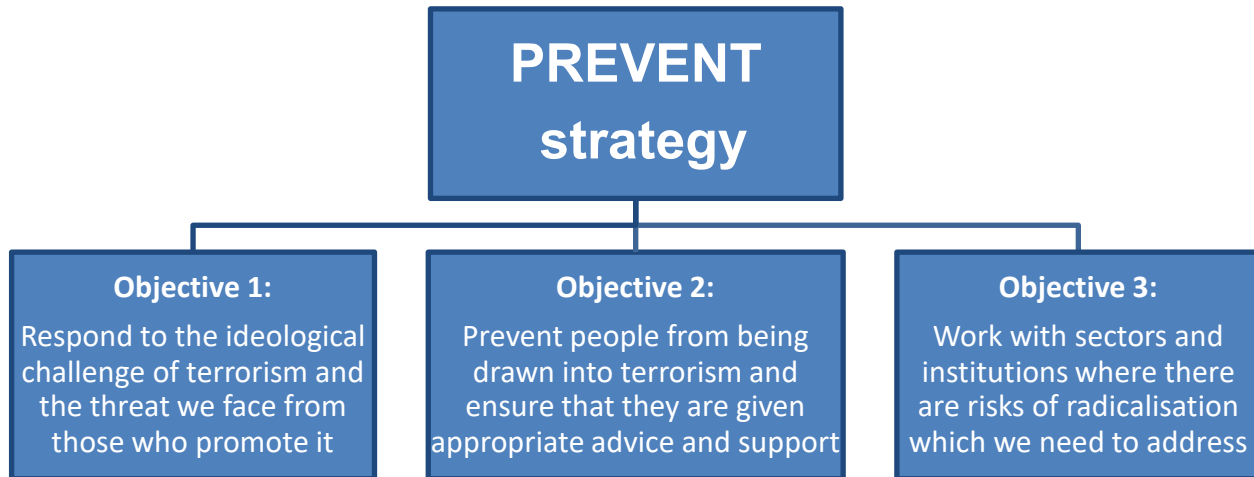 PREVENT
strategy
Objective 1:
Respond to the ideological
challenge of terrorism and
the threat we face from
those who promote it
Objective 2:
Prevent people from being
drawn into terrorism and
ensure that they are given
appropriate advice and support
Objective 3:
Work with sectors and
institutions where there
are risks of radicalisation
which we need to address